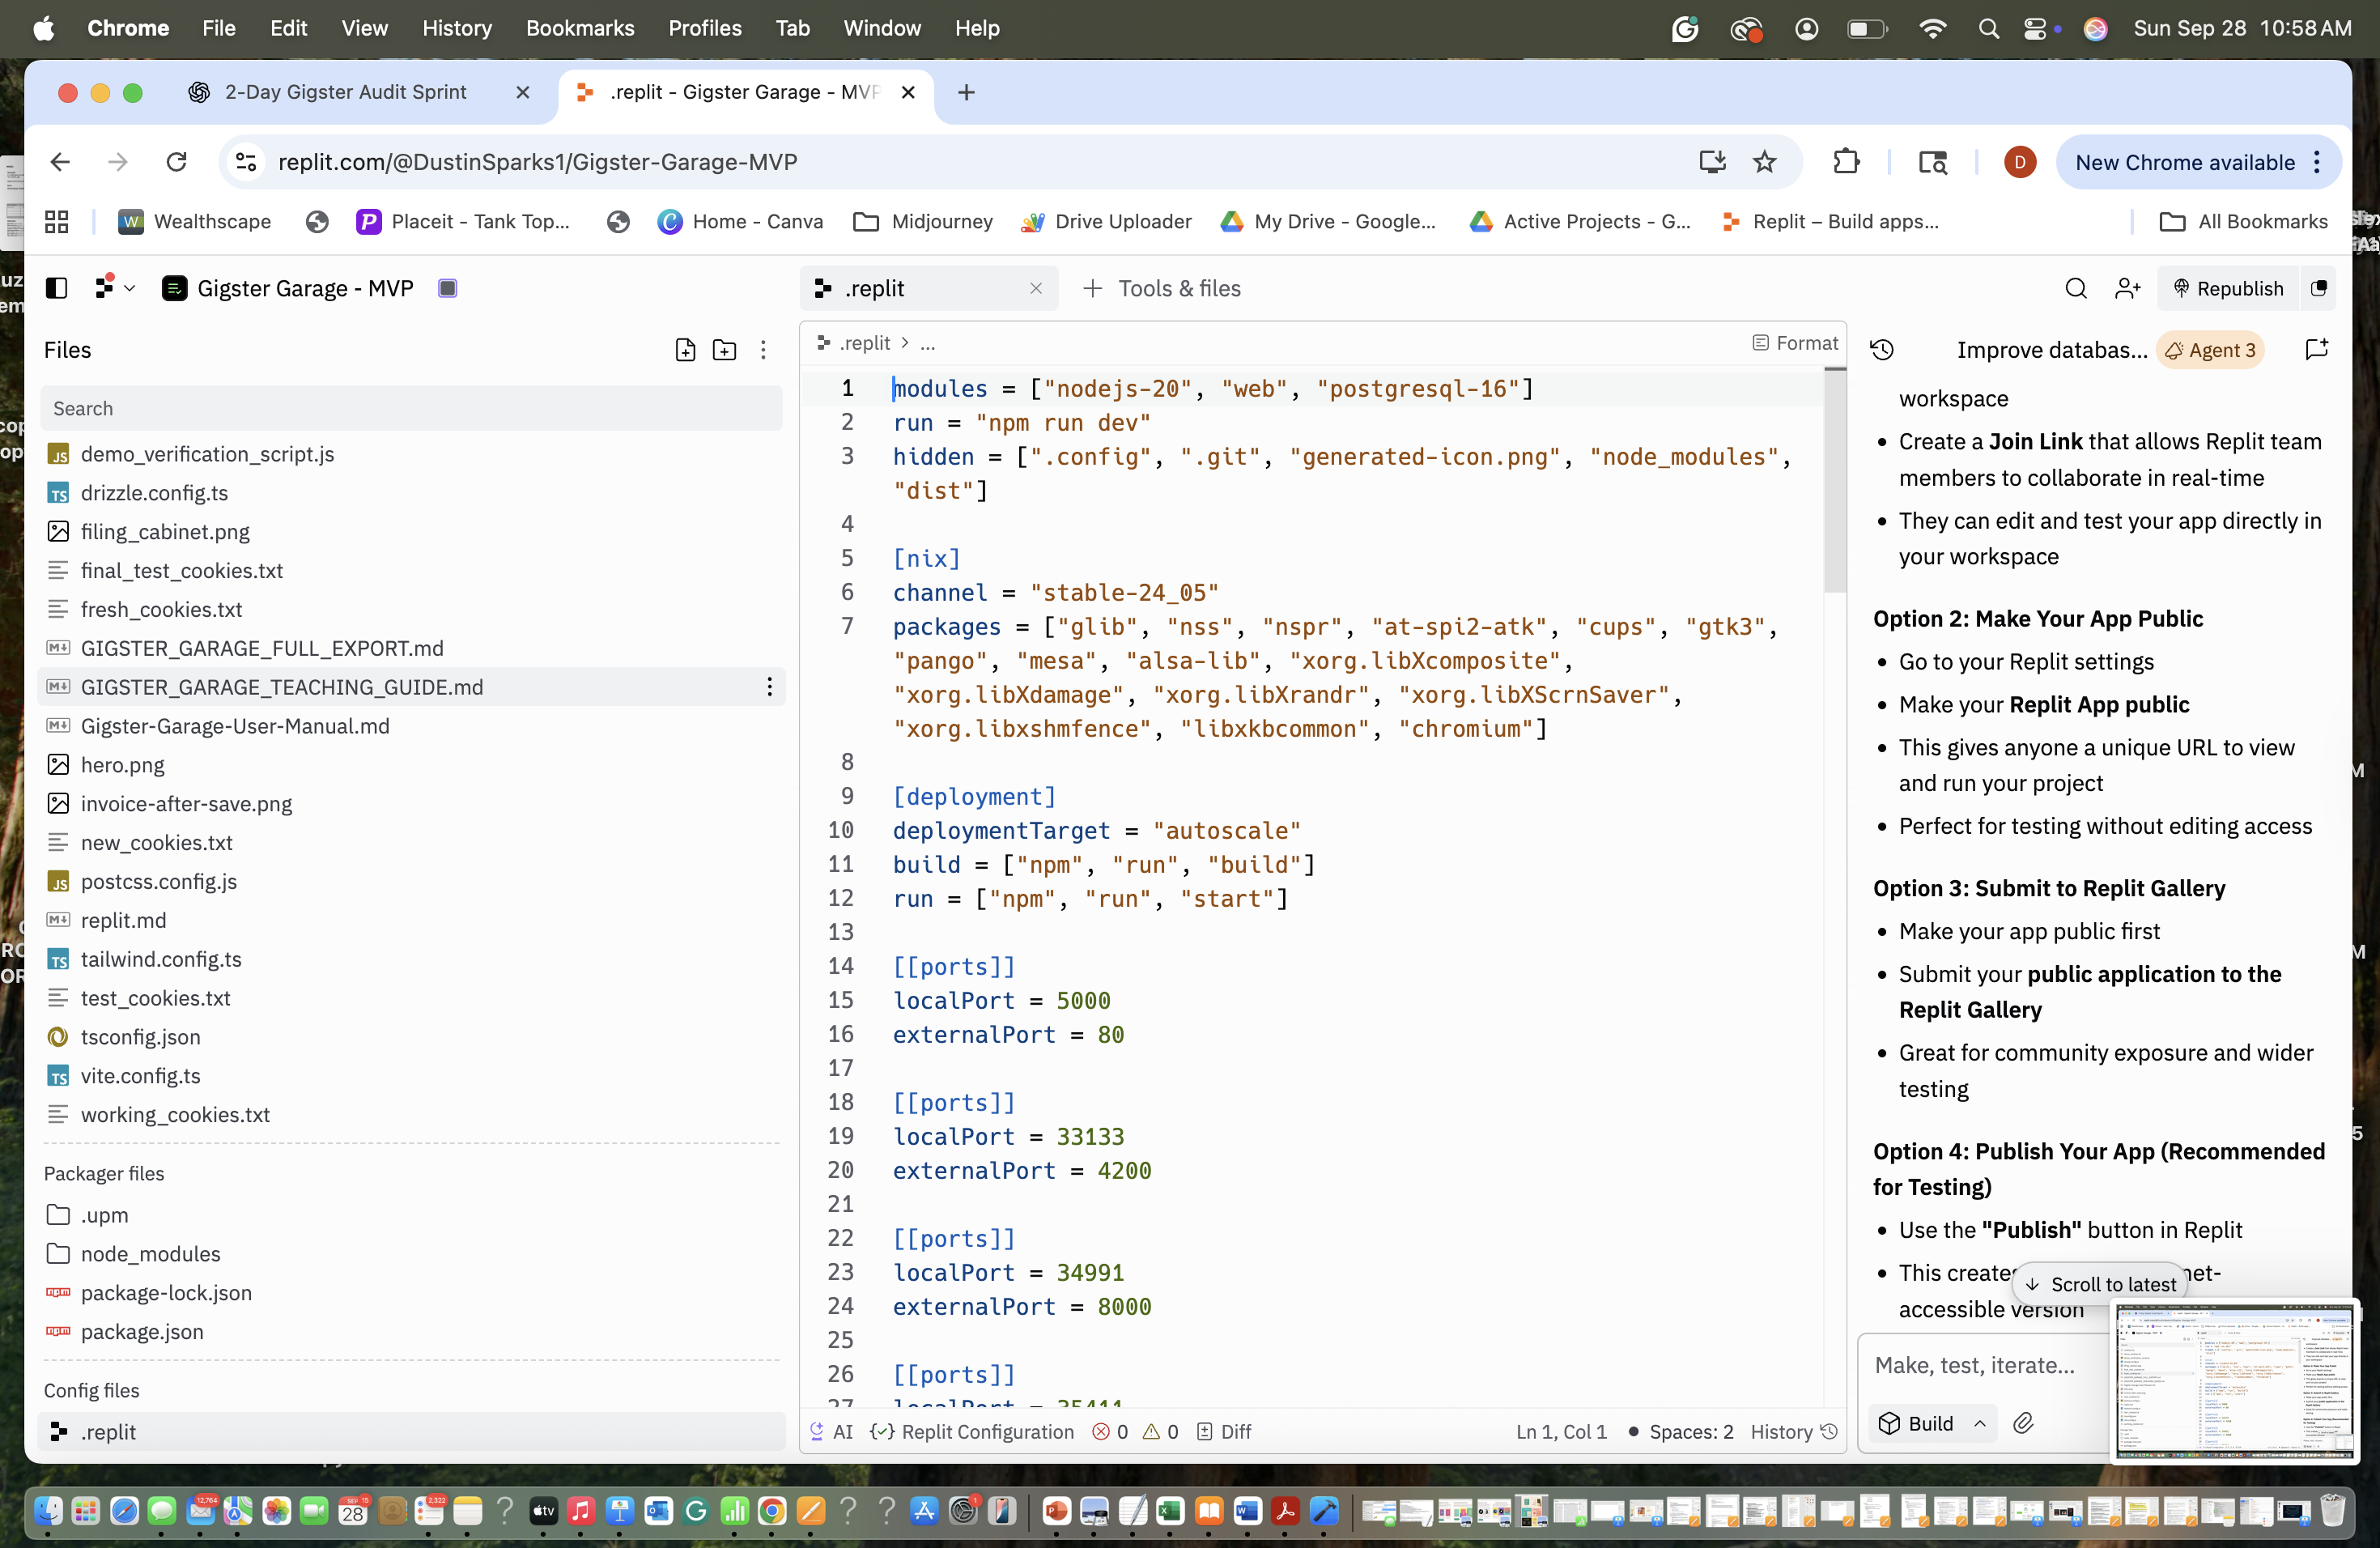 Chrome File Edit View History Bookmarks Profiles Tab Window Help Sun Sep 28 10:58 AM
2-Day Gigster Audit Sprint
.replit - Gigster Garage - MVP
replit.com/@DustinSparks1/Gigster-Garage-MVP
D
New Chrome available
Wealthscape Placeit - Tank Top... Home - Canva Midjourney Drive Uploader My Drive - Google... Active Projects - G... Replit – Build apps... All Bookmarks
Gigster Garage - MVP
.replit
Tools & files
Republish
Files
Search
demo_verification_script.js
drizzle.config.ts
filing_cabinet.png
final_test_cookies.txt
fresh_cookies.txt
GIGSTER_GARAGE_FULL_EXPORT.md
GIGSTER_GARAGE_TEACHING_GUIDE.md
Gigster-Garage-User-Manual.md
hero.png
invoice-after-save.png
new_cookies.txt
postcss.config.js
replit.md
tailwind.config.ts
test_cookies.txt
tsconfig.json
vite.config.ts
working_cookies.txt
Packager files
.upm
node_modules
package-lock.json
package.json
Config files
.replit
.replit > ...
Format
1 modules = ["nodejs-20", "web", "postgresql-16"]
2 run = "npm run dev"
3 hidden = [".config", ".git", "generated-icon.png", "node_modules",
"dist"]
4
5 [nix]
6 channel = "stable-24_05"
7 packages = ["glib", "nss", "nspr", "at-spi2-atk", "cups", "gtk3",
"pango", "mesa", "alsa-lib", "xorg.libXcomposite",
"xorg.libXdamage", "xorg.libXrandr", "xorg.libXScrnSaver",
"xorg.libxshmfence", "libxkbcommon", "chromium"]
8
9 [deployment]
10 deploymentTarget = "autoscale"
11 build = ["npm", "run", "build"]
12 run = ["npm", "run", "start"]
13
14 [[ports]]
15 localPort = 5000
16 externalPort = 80
17
18 [[ports]]
19 localPort = 33133
20 externalPort = 4200
21
22 [[ports]]
23 localPort = 34991
24 externalPort = 8000
25
26 [[ports]]
27 localPort = 35411
AI Replit Configuration 0 0 Diff Ln 1, Col 1 Spaces: 2 History
Improve databas... Agent 3
workspace
• Create a Join Link that allows Replit team
members to collaborate in real-time
• They can edit and test your app directly in
your workspace
Option 2: Make Your App Public
• Go to your Replit settings
• Make your Replit App public
• This gives anyone a unique URL to view
and run your project
• Perfect for testing without editing access
Option 3: Submit to Replit Gallery
• Make your app public first
• Submit your public application to the
Replit Gallery
• Great for community exposure and wider
testing
Option 4: Publish Your App (Recommended
for Testing)
• Use the "Publish" button in Replit
• This creates net-
accessible version
Scroll to latest
Make, test, iterate...
Build
12,764
SEP 15
28
2,322
tv
1